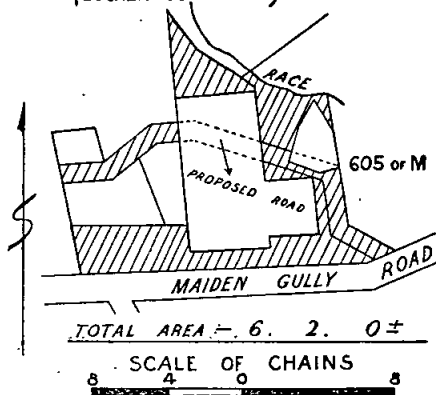 RACE
605 OF M
PROPOSED ROAD
MAIDEN GULLY ROAD
TOTAL AREA :- 6. 2. 0±
SCALE OF CHAINS
8 4 0 8